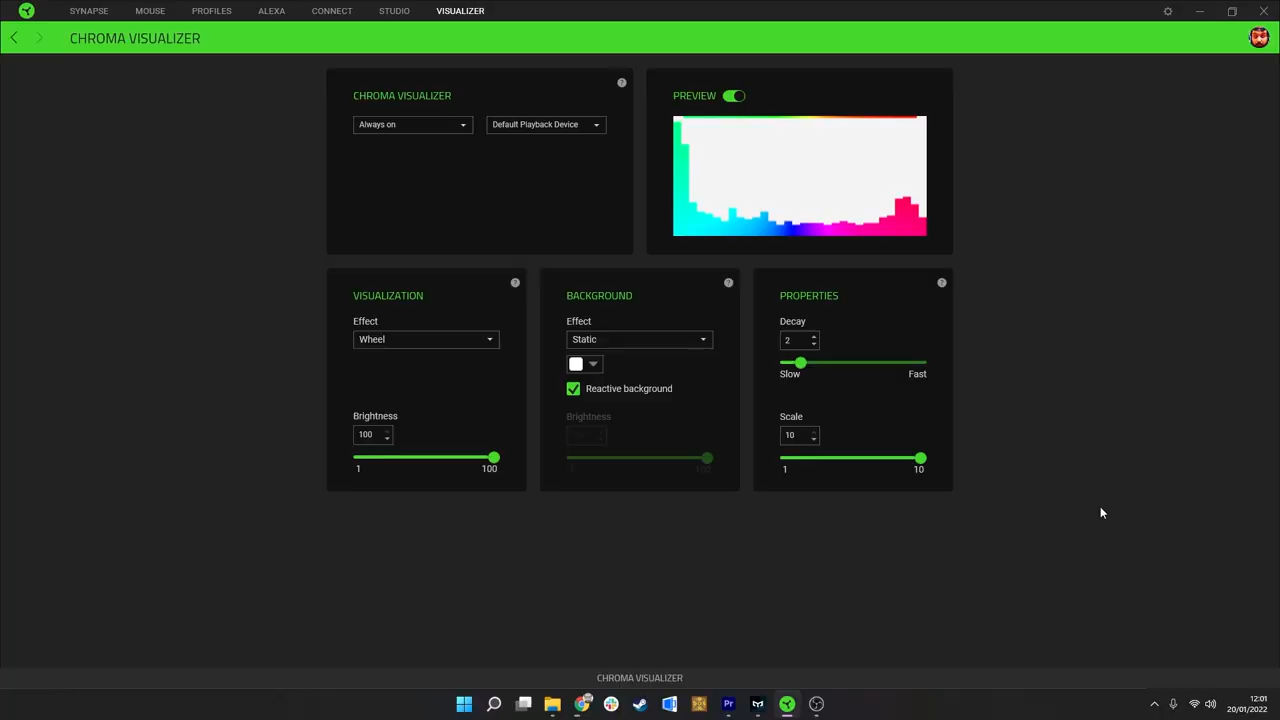 SYNAPSE MOUSE PROFILES ALEXA CONNECT STUDIO VISUALIZER
CHROMA VISUALIZER
CHROMA VISUALIZER
?
Always on
Default Playback Device
PREVIEW
VISUALIZATION
?
Effect
Wheel
Brightness
100
1 100
BACKGROUND
?
Effect
Static
Reactive background
Brightness
PROPERTIES
?
Decay
2
Slow Fast
Scale
10
1 10
CHROMA VISUALIZER
Pr
12:01
20/01/2022